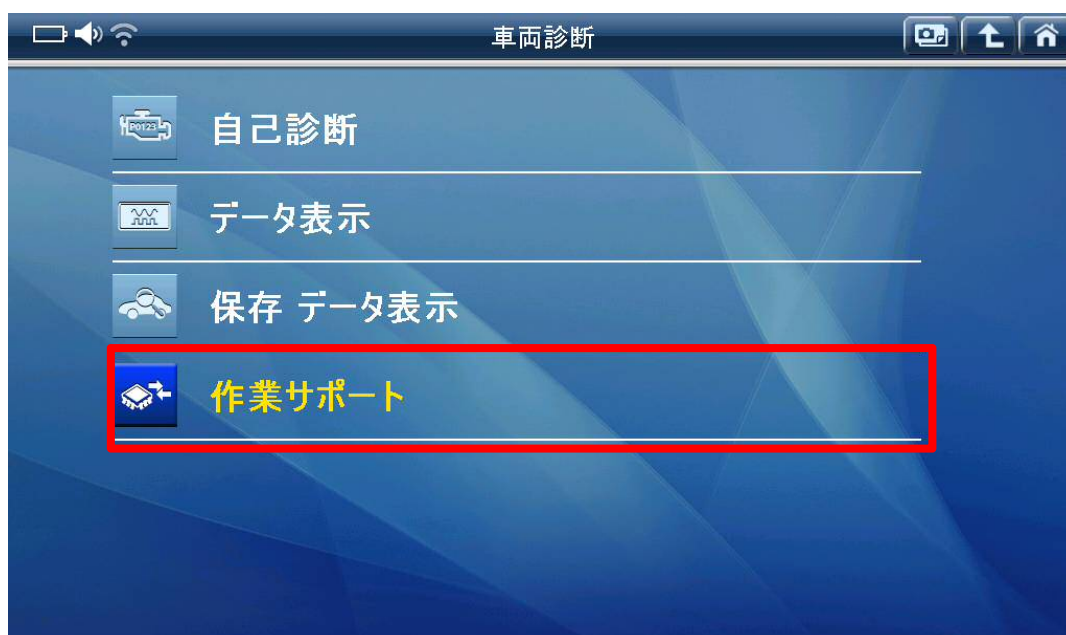 車両診断
P0123
自己診断
データ表示
保存 データ表示
作業サポート